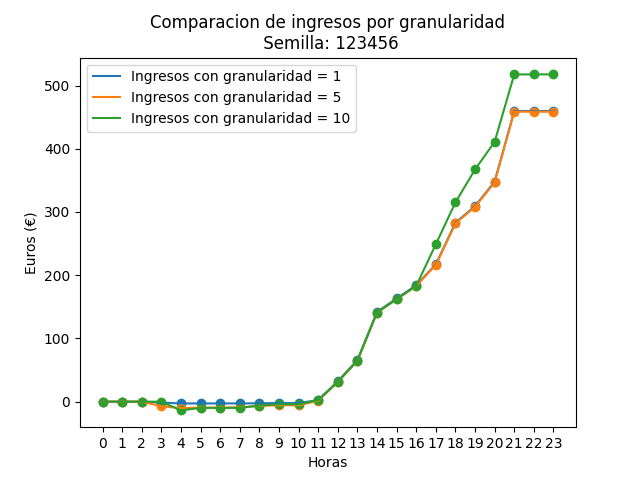 Comparacion de ingresos por granularidad
Semilla: 123456
Ingresos con granularidad = 1
Ingresos con granularidad = 5
Ingresos con granularidad = 10
Euros (€)
500
400
300
200
100
0
0 1 2 3 4 5 6 7 8 9 10 11 12 13 14 15 16 17 18 19 20 21 22 23
Horas